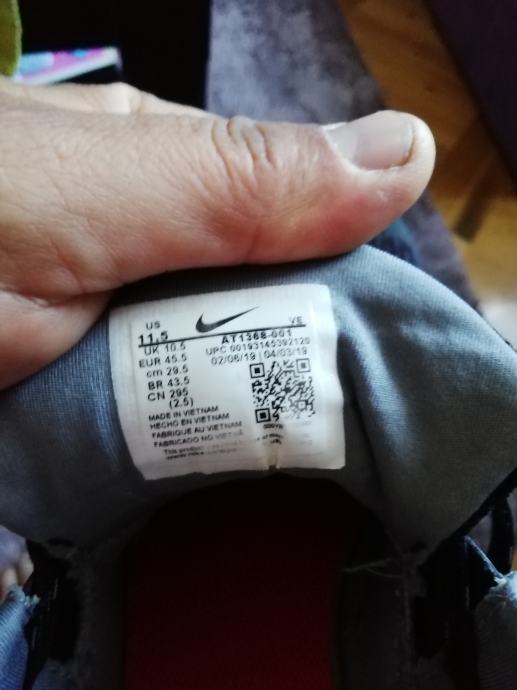 US
VE
11.5 AT1368-001
UK 10.5 UPC 00193145392120
EUR 45.5 02/06/19 | 04/03/19
cm 29.5
BR 43.5
CN 295
(2.5)
MADE IN VIETNAM
HECHO EN VIETNAM
FABRIQUE AU VIETNAM
FABRICADO NO VIETNA
This product